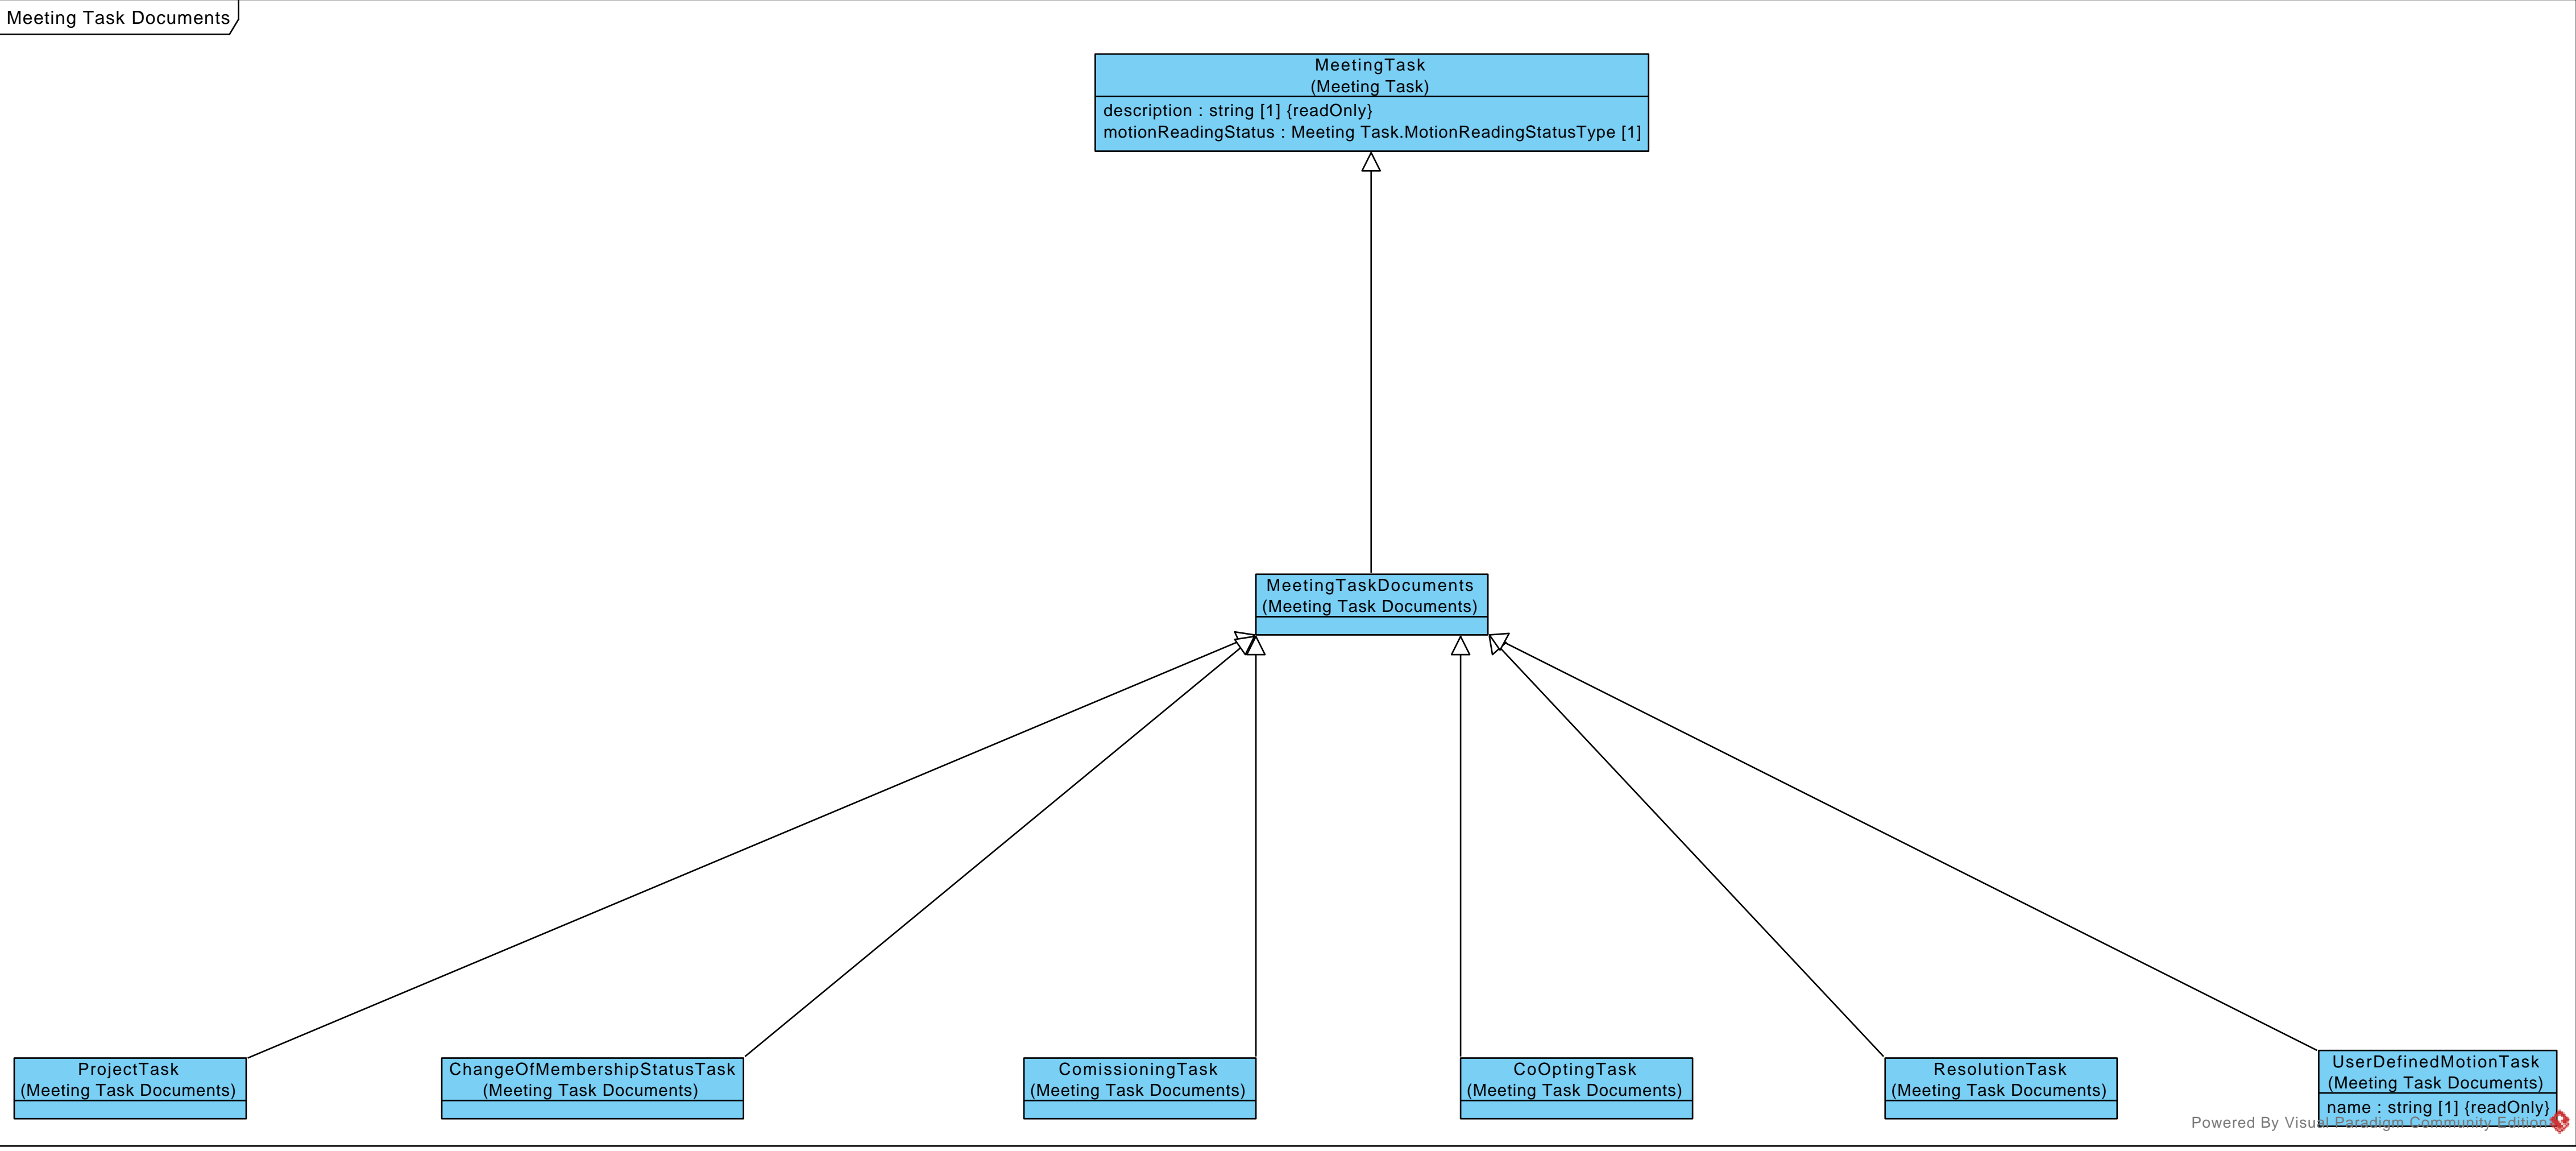 Meeting Task Documents
MeetingTask
(Meeting Task)
description : string [1] {readOnly}
motionReadingStatus : Meeting Task.MotionReadingStatusType [1]
MeetingTaskDocuments
(Meeting Task Documents)
ProjectTask
(Meeting Task Documents)
ChangeOfMembershipStatusTask
(Meeting Task Documents)
ComissioningTask
(Meeting Task Documents)
CoOptingTask
(Meeting Task Documents)
ResolutionTask
(Meeting Task Documents)
UserDefinedMotionTask
(Meeting Task Documents)
name : string [1] {readOnly}
Powered By Visual Paradigm Community Edition